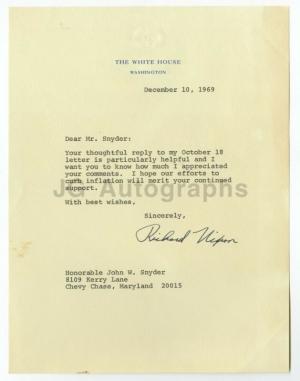 THE WHITE HOUSE
WASHINGTON
December 10, 1969
Dear Mr. Snyder:
Your thoughtful reply to my October 18
letter is particularly helpful and I
want you to know how much I appreciated
your comments. I hope our efforts to
curb inflation will merit your continued
support.
JG Autographs
With best wishes,
Sincerely,
Richard Nixon
Honorable John W. Snyder
8109 Kerry Lane
Chevy Chase, Maryland 20015